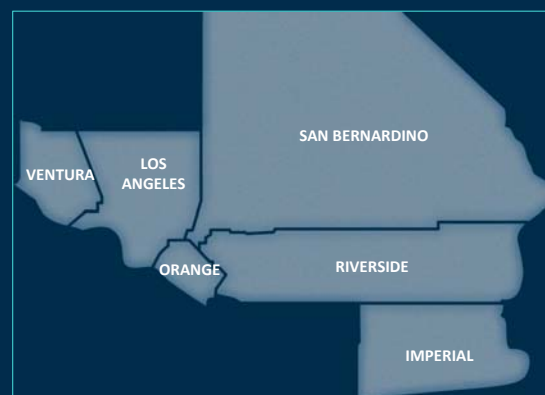 SAN BERNARDINO
VENTURA
LOS
ANGELES
ORANGE
RIVERSIDE
IMPERIAL